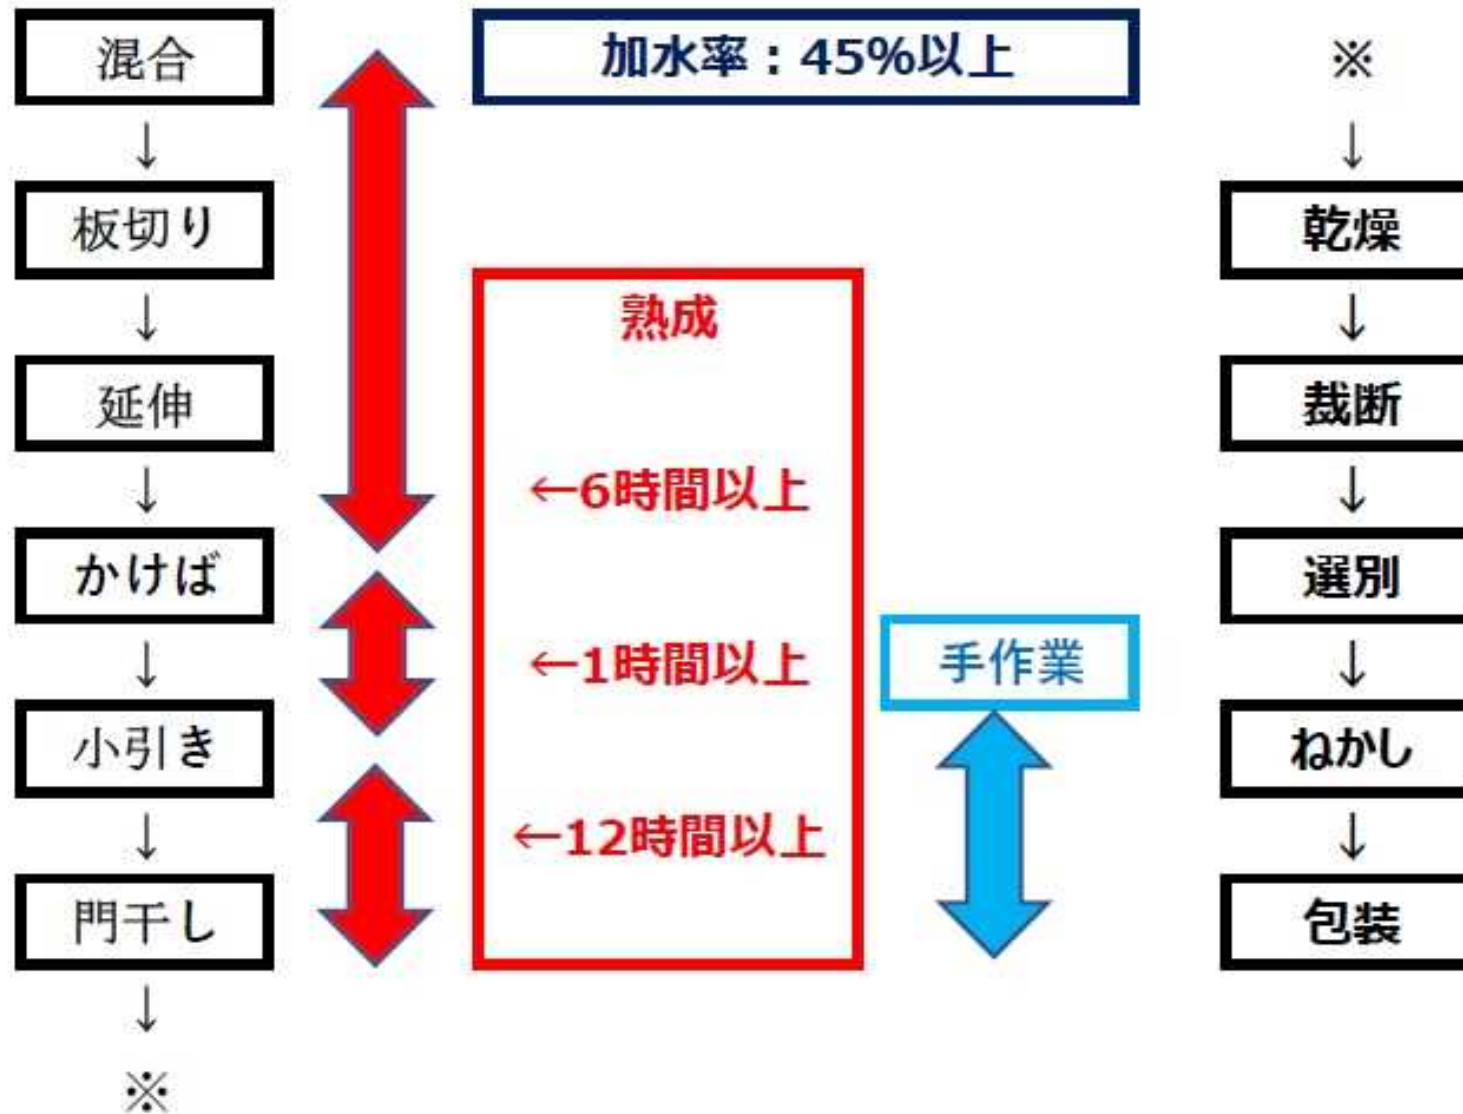 混合
↓
板切り
↓
延伸
↓
かけば
↓
小引き
↓
門干し
↓
※
加水率：45%以上
熟成
←6時間以上
←1時間以上
←12時間以上
手作業
※
↓
乾燥
↓
裁断
↓
選別
↓
ねかし
↓
包装